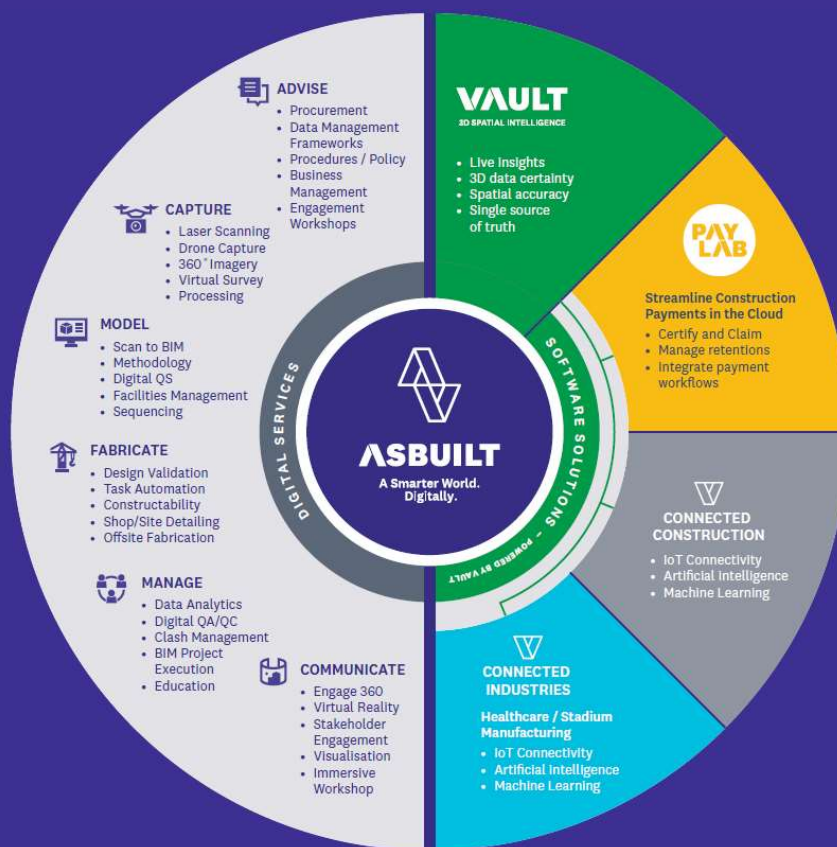 ADVISE
• Procurement
• Data Management
Frameworks
• Procedures / Policy
• Business
Management
• Engagement
Workshops
CAPTURE
• Laser Scanning
• Drone Capture
• 360° Imagery
• Virtual Survey
• Processing
MODEL
• Scan to BIM
• Methodology
• Digital QS
• Facilities Management
• Sequencing
FABRICATE
• Design Validation
• Task Automation
• Constructability
• Shop/Site Detailing
• Offsite Fabrication
MANAGE
• Data Analytics
• Digital QA/QC
• Clash Management
• BIM Project
Execution
• Education
COMMUNICATE
• Engage 360
• Virtual Reality
• Stakeholder
Engagement
• Visualisation
• Immersive
Workshop
DIGITAL SERVICES
ASBUILT
A Smarter World.
Digitally.
SOFTWARE SOLUTIONS – POWERED BY VAULT
VAULT
2D SPATIAL INTELLIGENCE
• Live insights
• 3D data certainty
• Spatial accuracy
• Single source
of truth
PAY
LAB
Streamline Construction
Payments in the Cloud
• Certify and Claim
• Manage retentions
• Integrate payment
workflows
CONNECTED
CONSTRUCTION
• IoT Connectivity
• Artificial Intelligence
• Machine Learning
CONNECTED
INDUSTRIES
Healthcare / Stadium
Manufacturing
• IoT Connectivity
• Artificial Intelligence
• Machine Learning